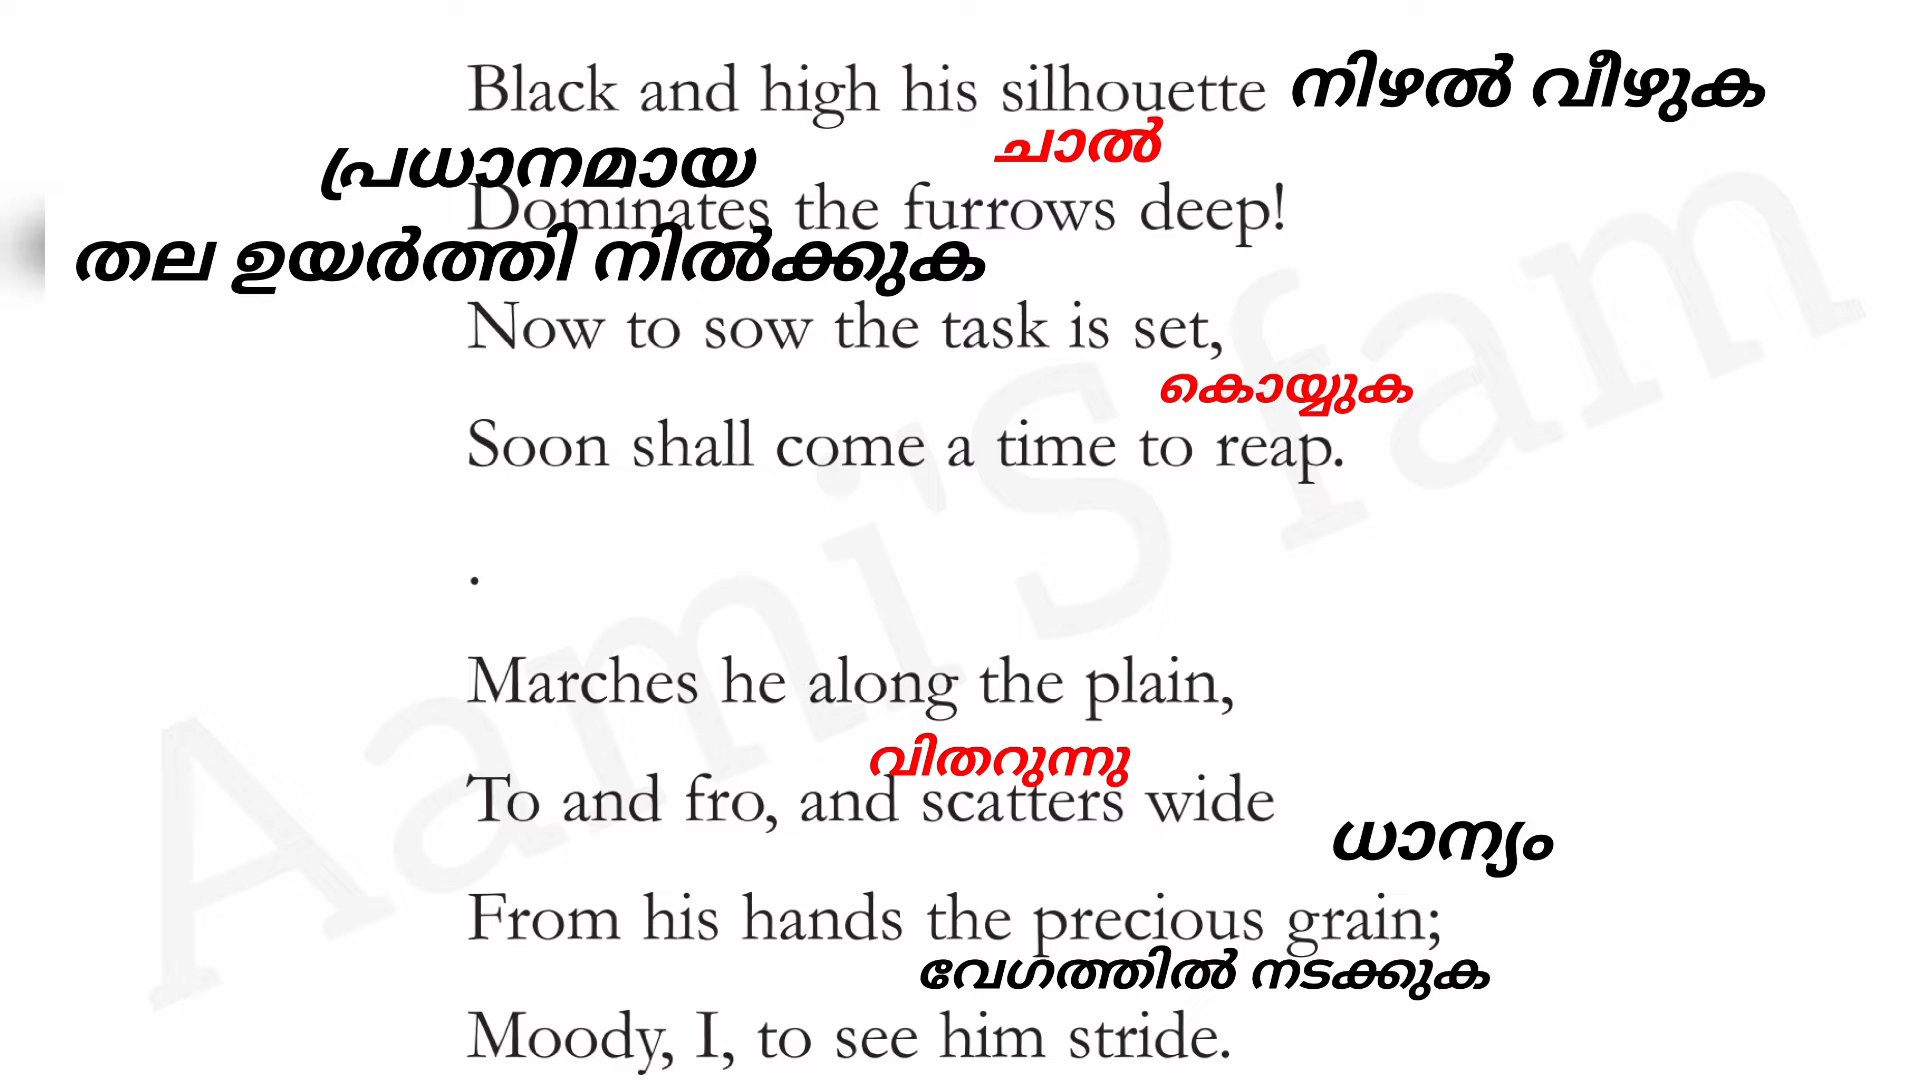 Black and high his silhouette നിഴൽ വീഴുക
ചാൽ
പ്രധാനമായ
Dominates the furrows deep!
തല ഉയർത്തി നിൽക്കുക
Now to sow the task is set,
കൊയ്യുക
Soon shall come a time to reap.
.
Marches he along the plain,
വിതറുന്നു
To and fro, and scatters wide
ധാന്യം
From his hands the precious grain;
വേഗത്തിൽ നടക്കുക
Moody, I, to see him stride.
Aami'S fam